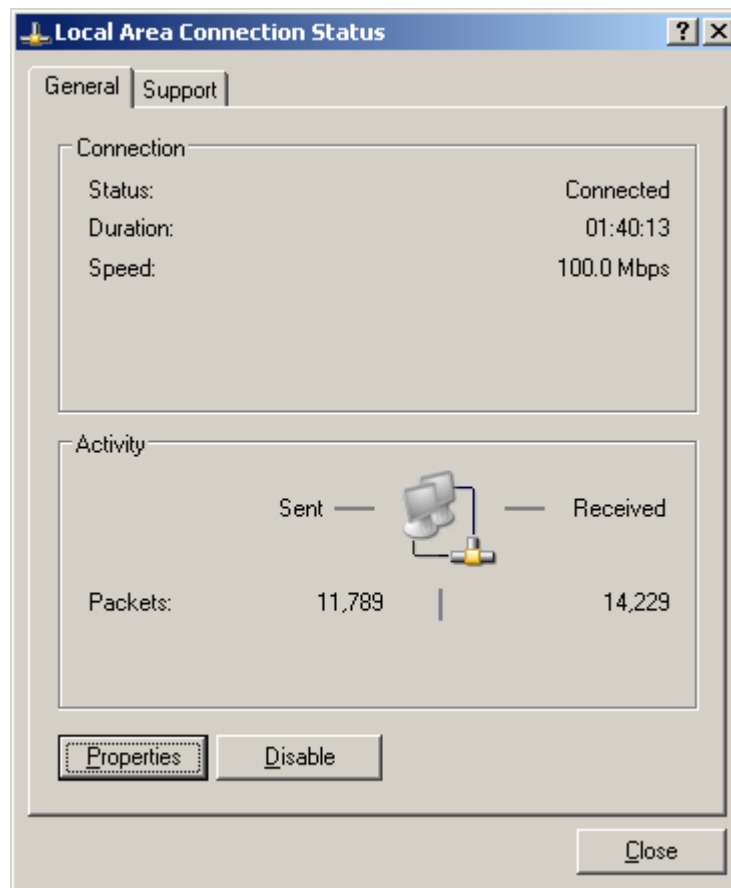 Local Area Connection Status
General Support
Connection
Status: Connected
Duration: 01:40:13
Speed: 100.0 Mbps
Activity
Sent Received
Packets: 11,789 14,229
Properties Disable
Close